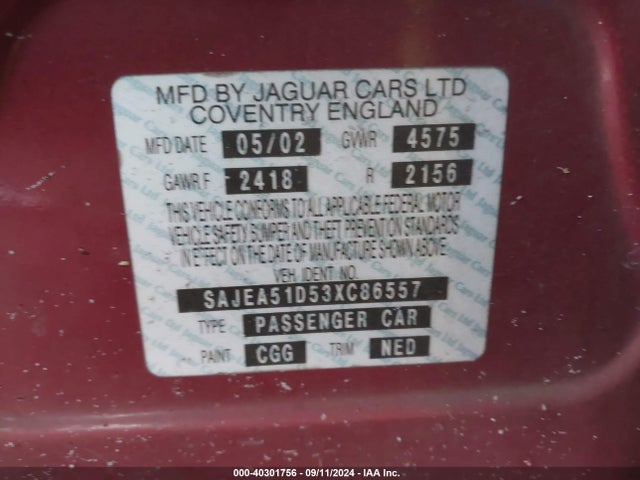 MFD BY JAGUAR CARS LTD
COVENTRY ENGLAND
MFD DATE 05/02 GVWR 4575
GAWR F 2418 R 2156
THIS VEHICLE CONFORMS TO ALL APPLICABLE FEDERAL MOTOR
VEHICLE SAFETY BUMPER AND THEFT PREVENTION STANDARDS
IN EFFECT ON THE DATE OF MANUFACTURE SHOWN ABOVE.
VEH. IDENT NO.
SAJEA51D53XC86557
TYPE PASSENGER CAR
PAINT CGG TRIM NED
000-40301756 - 09/11/2024 - IAA Inc.